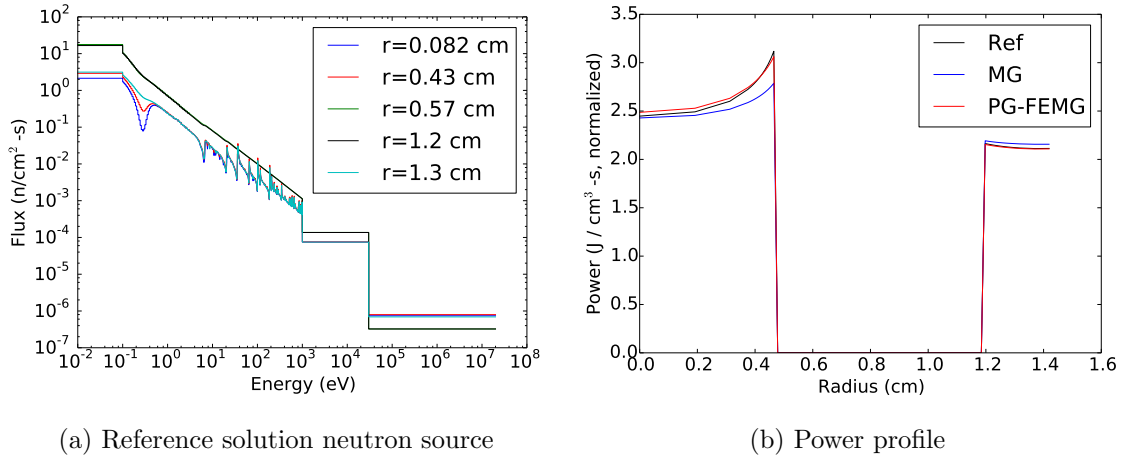 10^2
10^1
10^0
10^-1
10^-2
10^-3
10^-4
10^-5
10^-6
10^-7
Flux (n/cm^2 -s)
10^-2 10^-1 10^0 10^1 10^2 10^3 10^4 10^5 10^6 10^7 10^8
Energy (eV)
r=0.082 cm
r=0.43 cm
r=0.57 cm
r=1.2 cm
r=1.3 cm
(a) Reference solution neutron source
3.5
3.0
2.5
2.0
1.5
1.0
0.5
0.0
Power (J / cm^3 -s, normalized)
0.0 0.2 0.4 0.6 0.8 1.0 1.2 1.4 1.6
Radius (cm)
Ref
MG
PG-FEMG
(b) Power profile